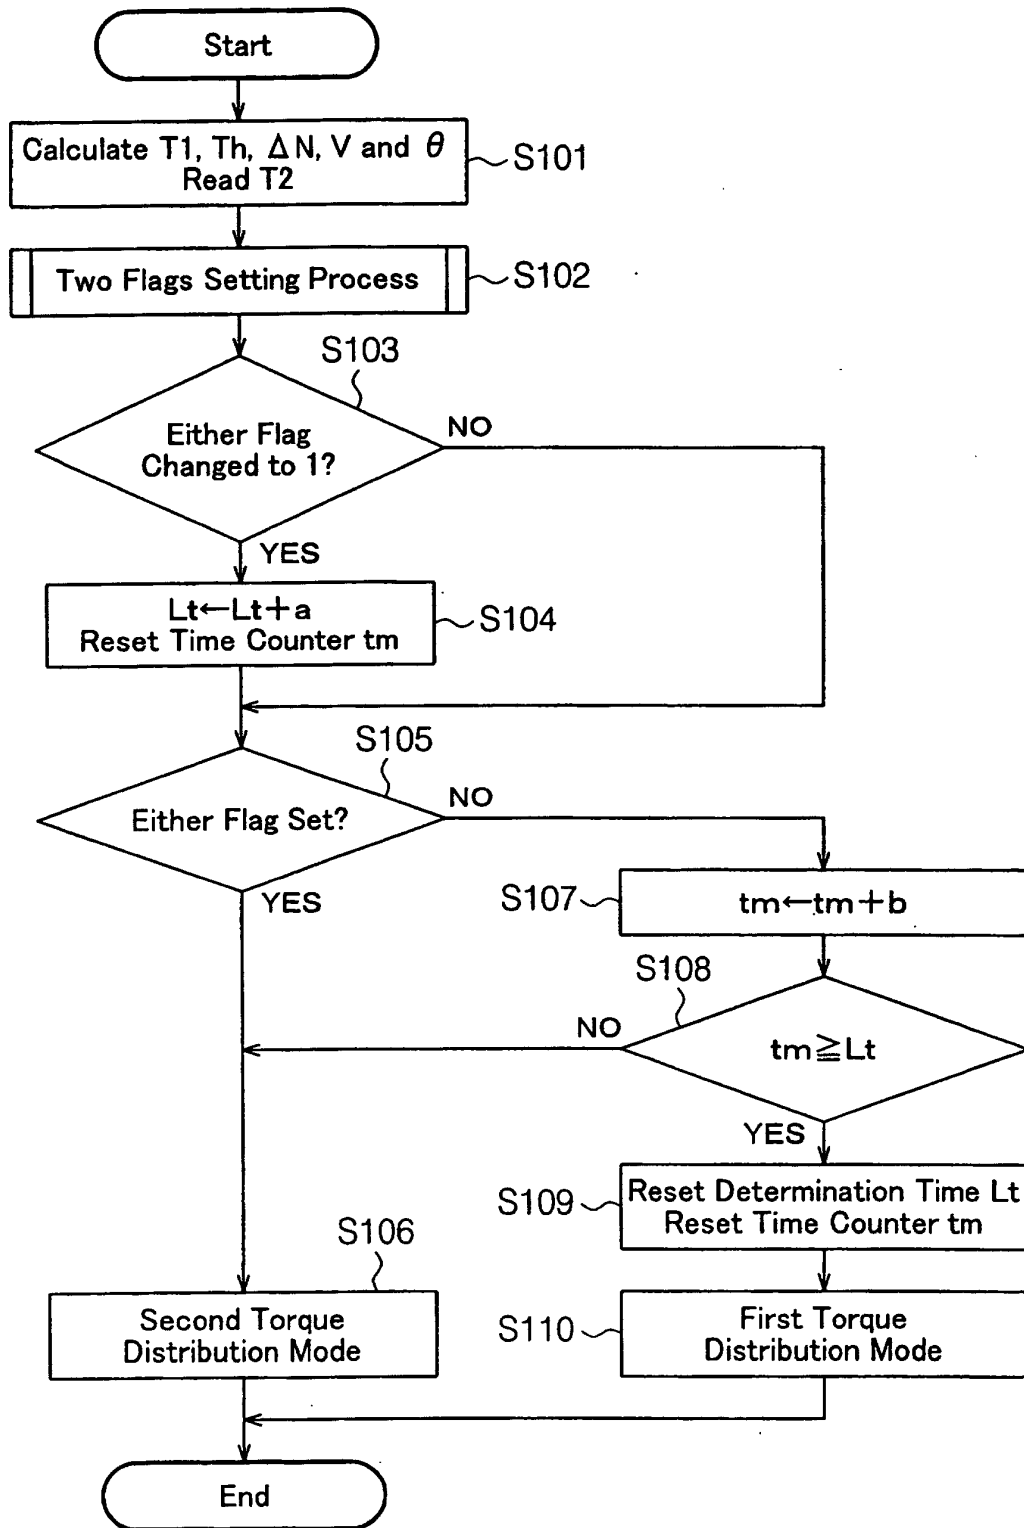 Start
Calculate T1, Th, ΔN, V and θ
Read T2
S101
Two Flags Setting Process
S102
S103
Either Flag
Changed to 1?
NO
YES
Lt←Lt+a
Reset Time Counter tm
S104
S105
Either Flag Set?
NO
YES
S107
tm←tm+b
S108
NO
tm≧Lt
YES
S109
Reset Determination Time Lt
Reset Time Counter tm
S106
Second Torque
Distribution Mode
S110
First Torque
Distribution Mode
End